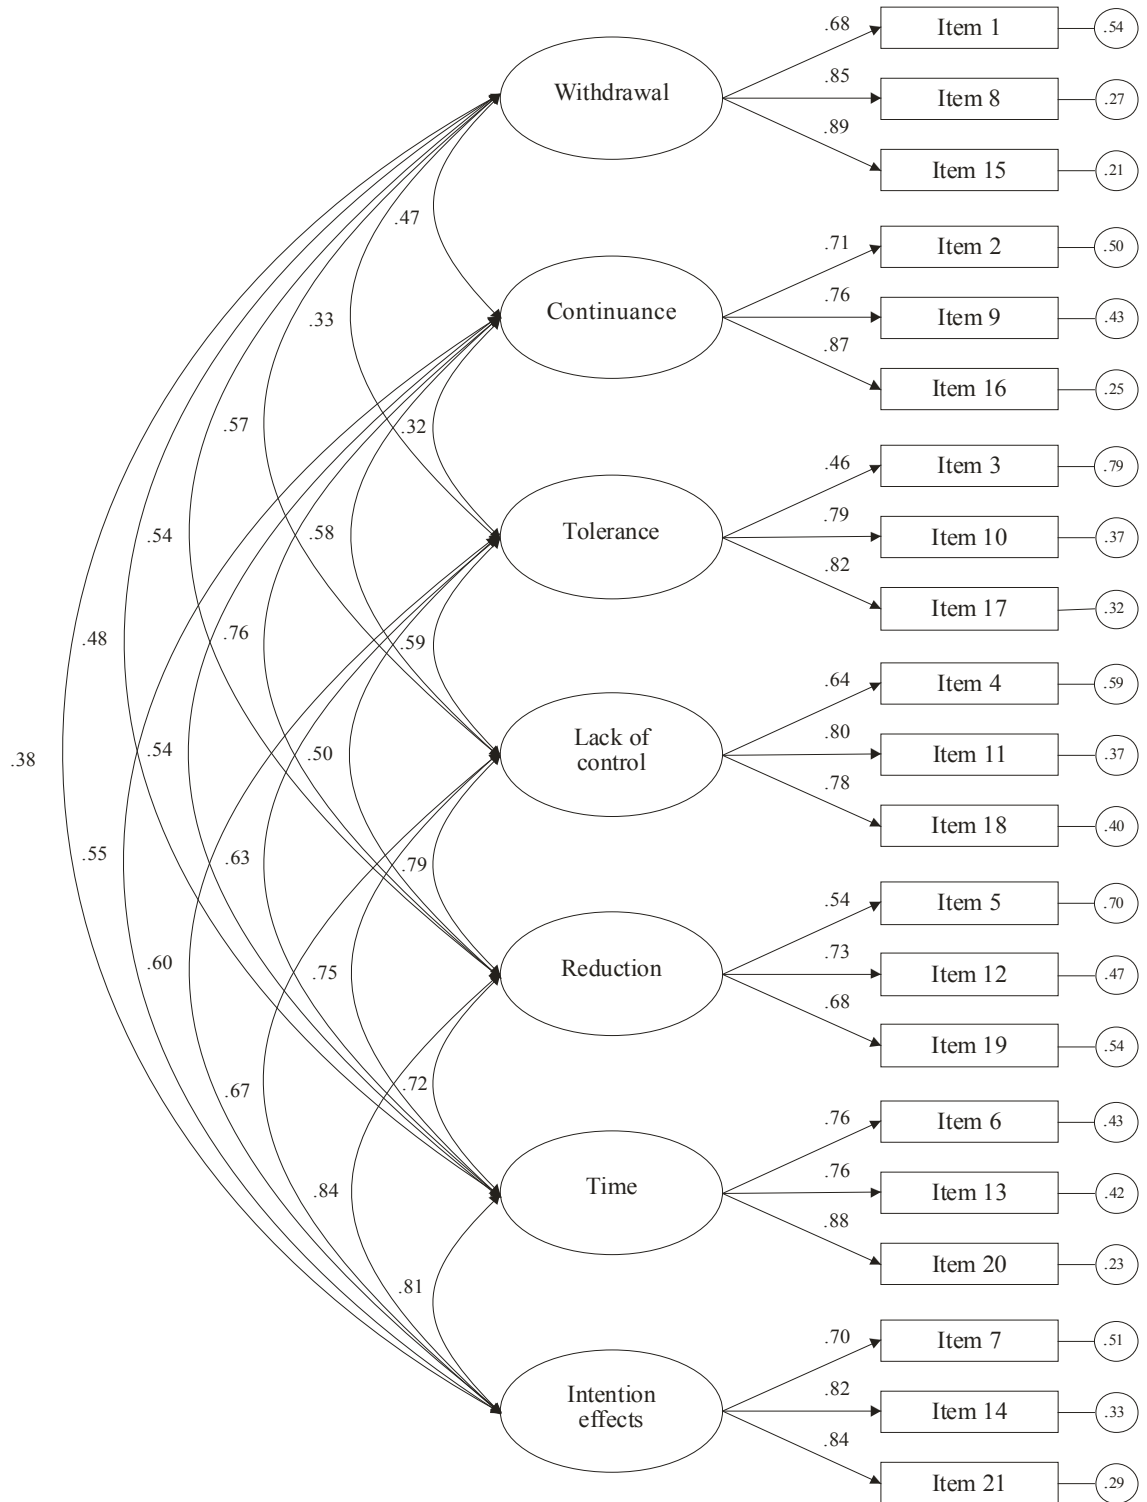 .68
Item 1
.54
Withdrawal
.85
Item 8
.27
.89
Item 15
.21
.47
.71
Item 2
.50
Continuance
.76
Item 9
.43
.33
.87
Item 16
.25
.57
.32
.46
Item 3
.79
Tolerance
.79
Item 10
.37
.54
.58
.82
Item 17
.32
.48
.76
.59
.64
Item 4
.59
Lack of
control
.80
Item 11
.37
.38
.54
.50
.78
Item 18
.40
.55
.63
.79
.54
Item 5
.70
Reduction
.73
Item 12
.47
.60
.75
.68
Item 19
.54
.67
.72
.76
Item 6
.43
Time
.76
Item 13
.42
.84
.88
Item 20
.23
.81
.70
Item 7
.51
Intention
effects
.82
Item 14
.33
.84
Item 21
.29